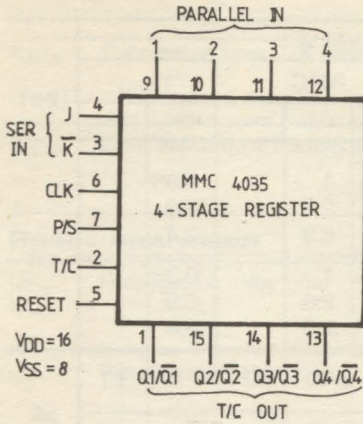 PARALLEL IN
1 2 3 4
9 10 11 12
J 4
SER IN
K̅ 3
CLK 6
MMC 4035
4-STAGE REGISTER
P/S 7
T/C 2
RESET 5
VDD = 16
VSS = 8
1 15 14 13
Q1/Q̅1̅ Q2/Q̅2̅ Q3/Q̅3̅ Q4/Q̅4̅
T/C OUT